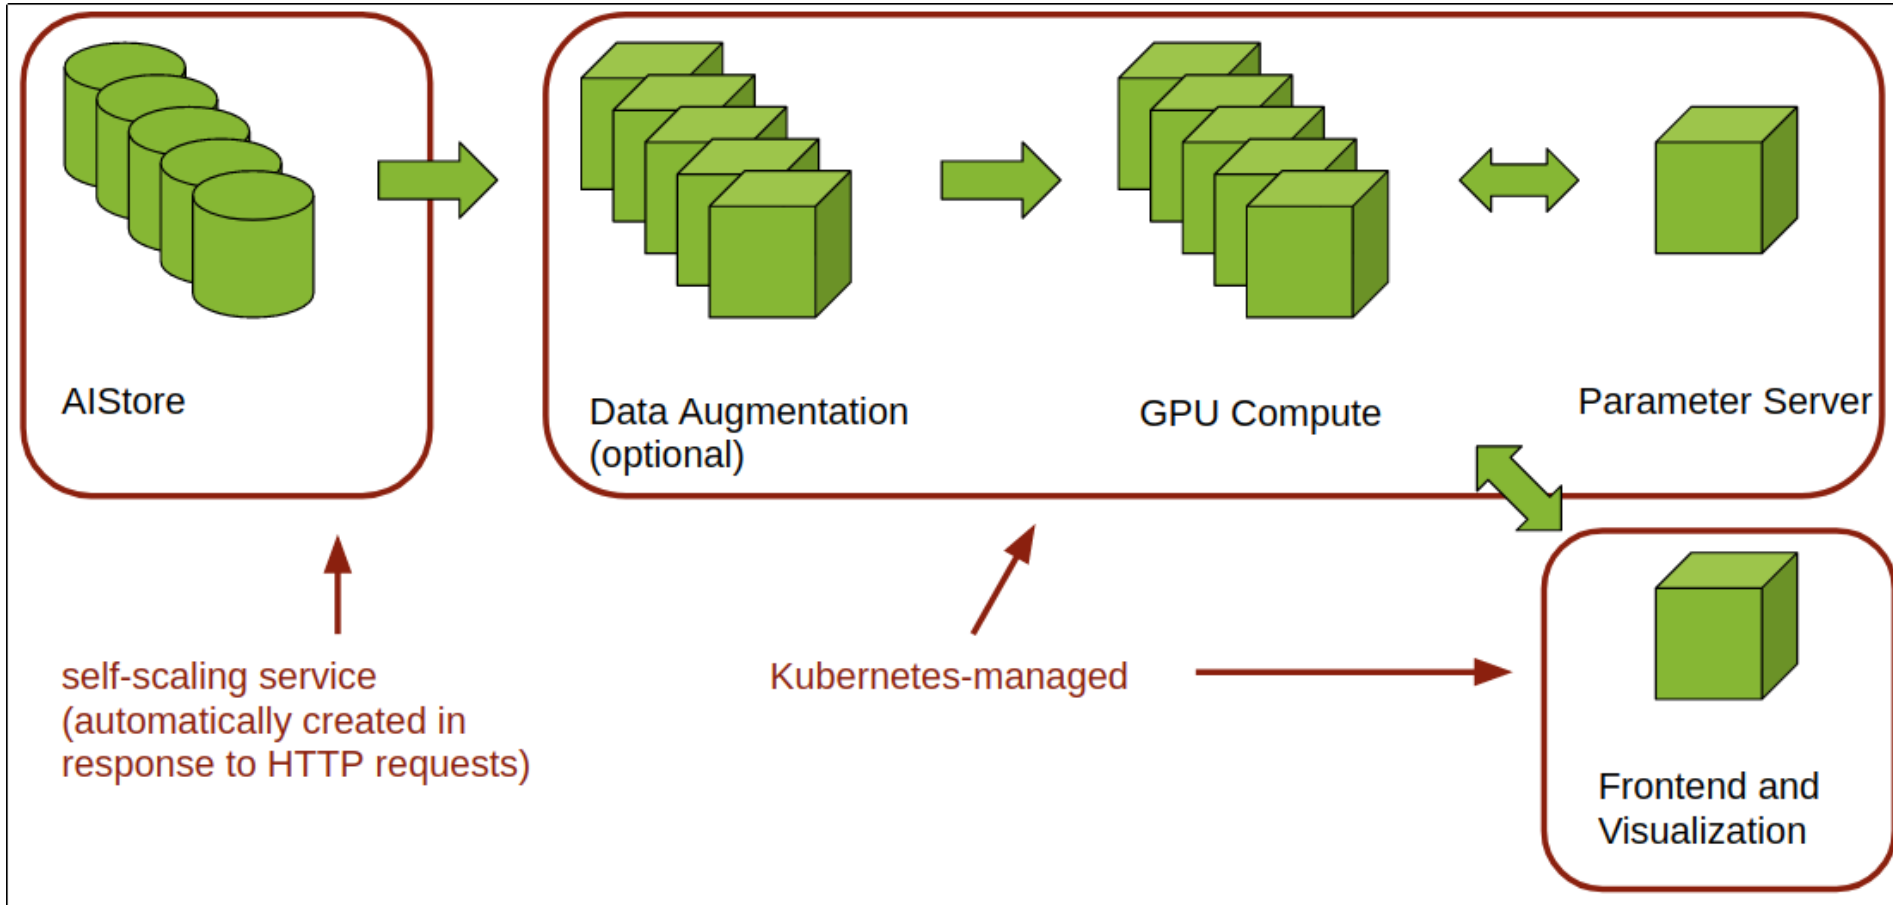 AIStore
Data Augmentation
(optional)
GPU Compute
Parameter Server
self-scaling service
(automatically created in
response to HTTP requests)
Kubernetes-managed
Frontend and
Visualization